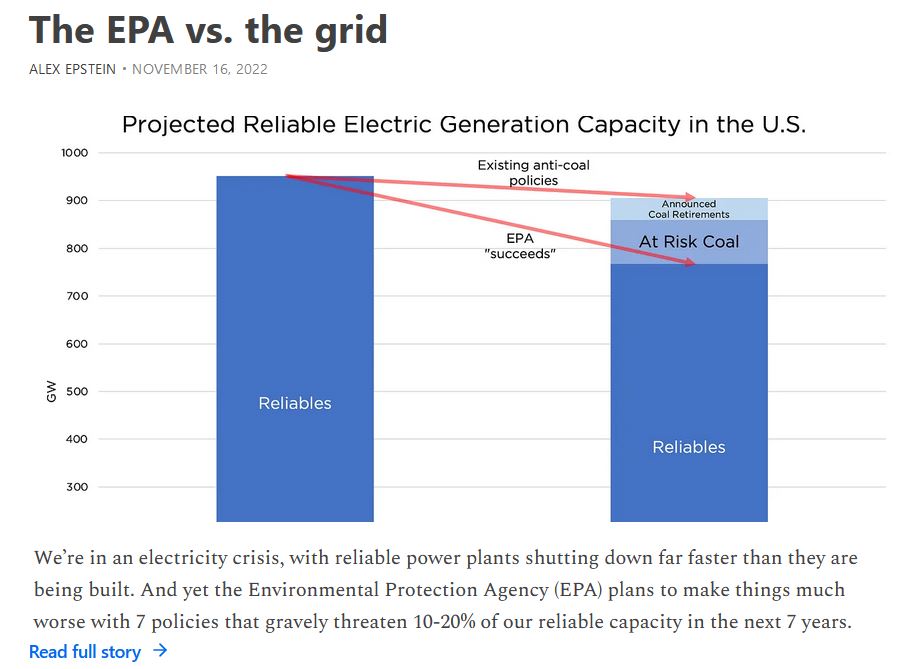 The EPA vs. the grid
ALEX EPSTEIN • NOVEMBER 16, 2022
Projected Reliable Electric Generation Capacity in the U.S.
1000
900
800
700
600
500
400
300
GW
Existing anti-coal
policies
EPA
"succeeds"
Announced
Coal Retirements
At Risk Coal
Reliables
Reliables
We’re in an electricity crisis, with reliable power plants shutting down far faster than they are
being built. And yet the Environmental Protection Agency (EPA) plans to make things much
worse with 7 policies that gravely threaten 10-20% of our reliable capacity in the next 7 years.
Read full story →